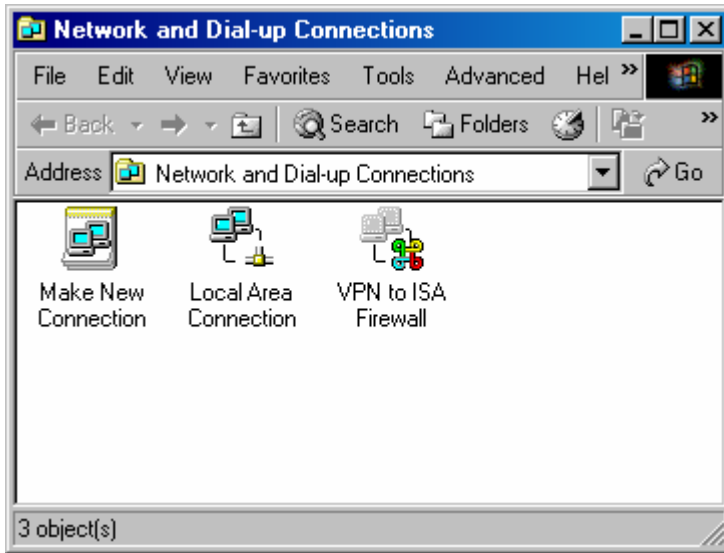 Network and Dial-up Connections
File Edit View Favorites Tools Advanced Hel »
Back Search Folders »
Address Network and Dial-up Connections Go
Make New Connection
Local Area Connection
VPN to ISA Firewall
3 object(s)